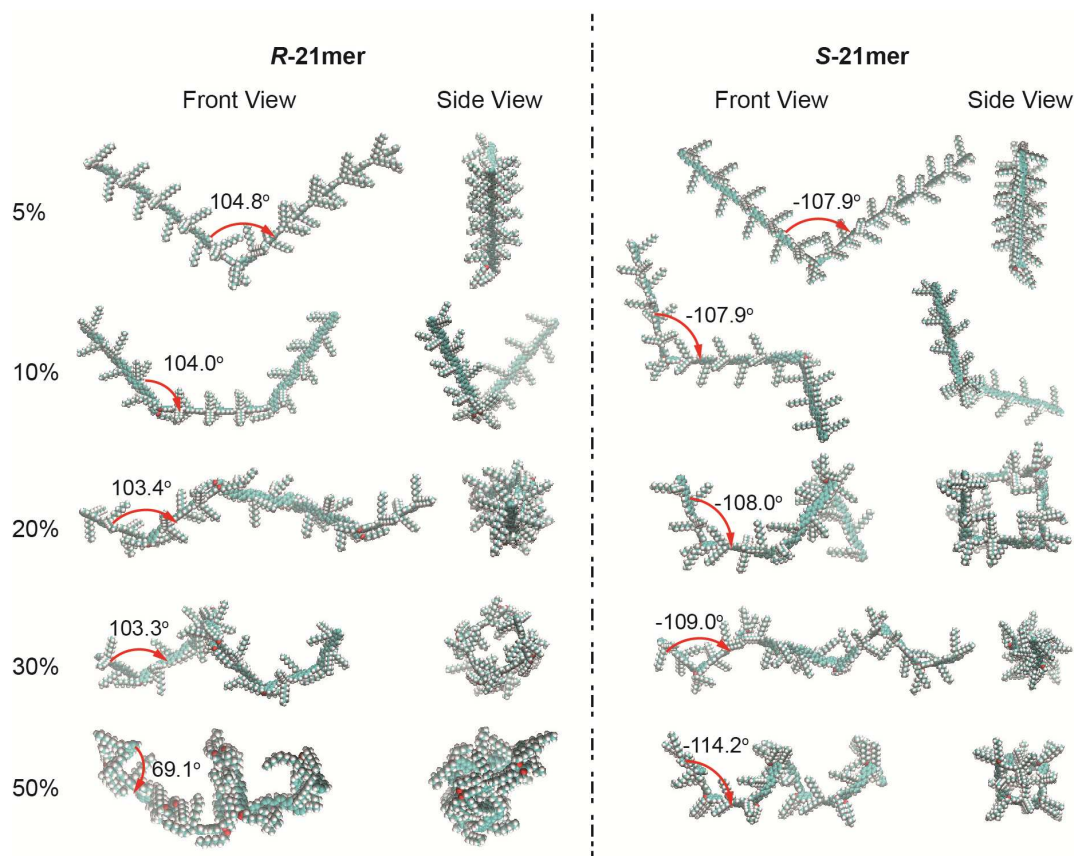 R-21mer S-21mer
Front View Side View Front View Side View
5% 104.8° -107.9°
10% 104.0° -107.9°
20% 103.4° -108.0°
30% 103.3° -109.0°
50% 69.1° -114.2°